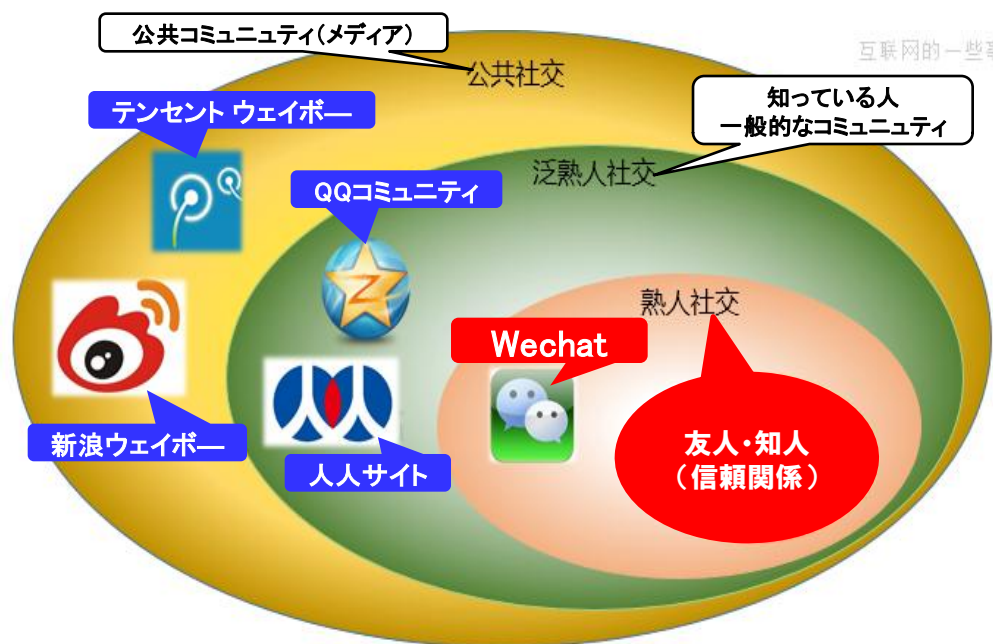 公共コミュニュティ(メディア)
公共社交
互联网的一些
知っている人
一般的なコミュニュティ
テンセント ウェイボー
泛熟人社交
QQコミュニティ
熟人社交
Wechat
新浪ウェイボー
人人サイト
友人・知人
(信頼関係)